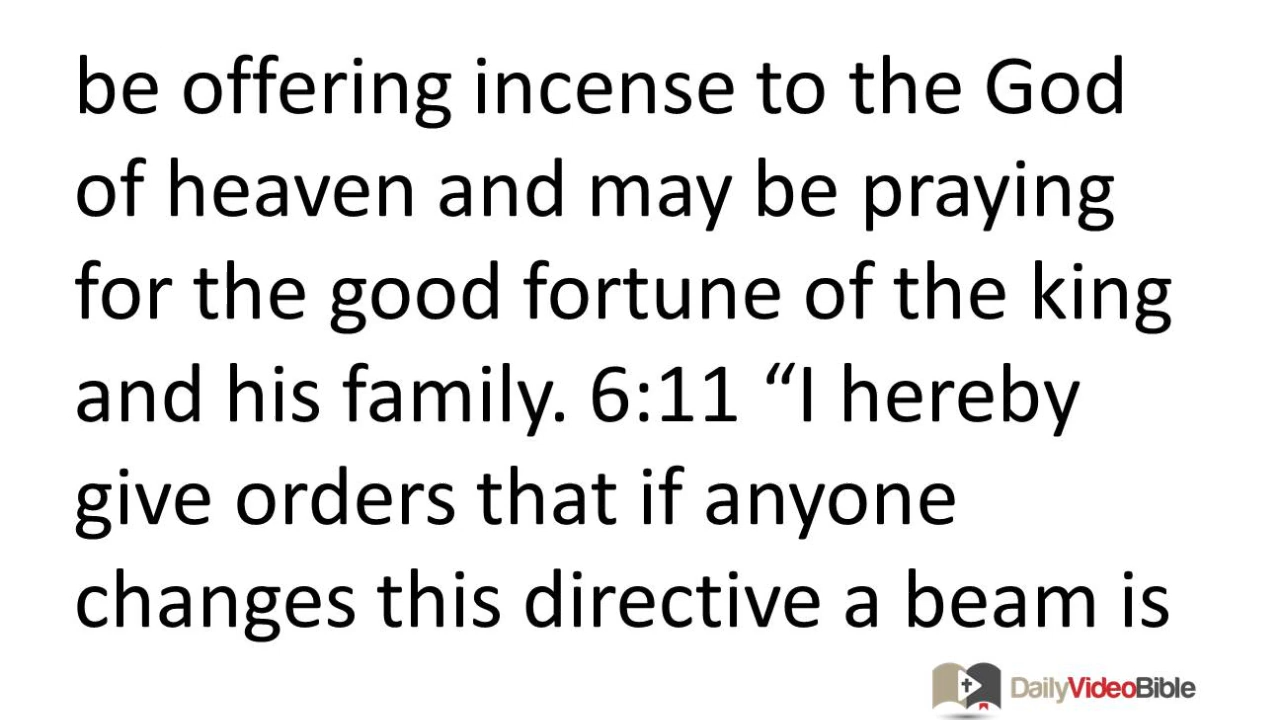 be offering incense to the God
of heaven and may be praying
for the good fortune of the king
and his family. 6:11 “I hereby
give orders that if anyone
changes this directive a beam is
DailyVideoBible